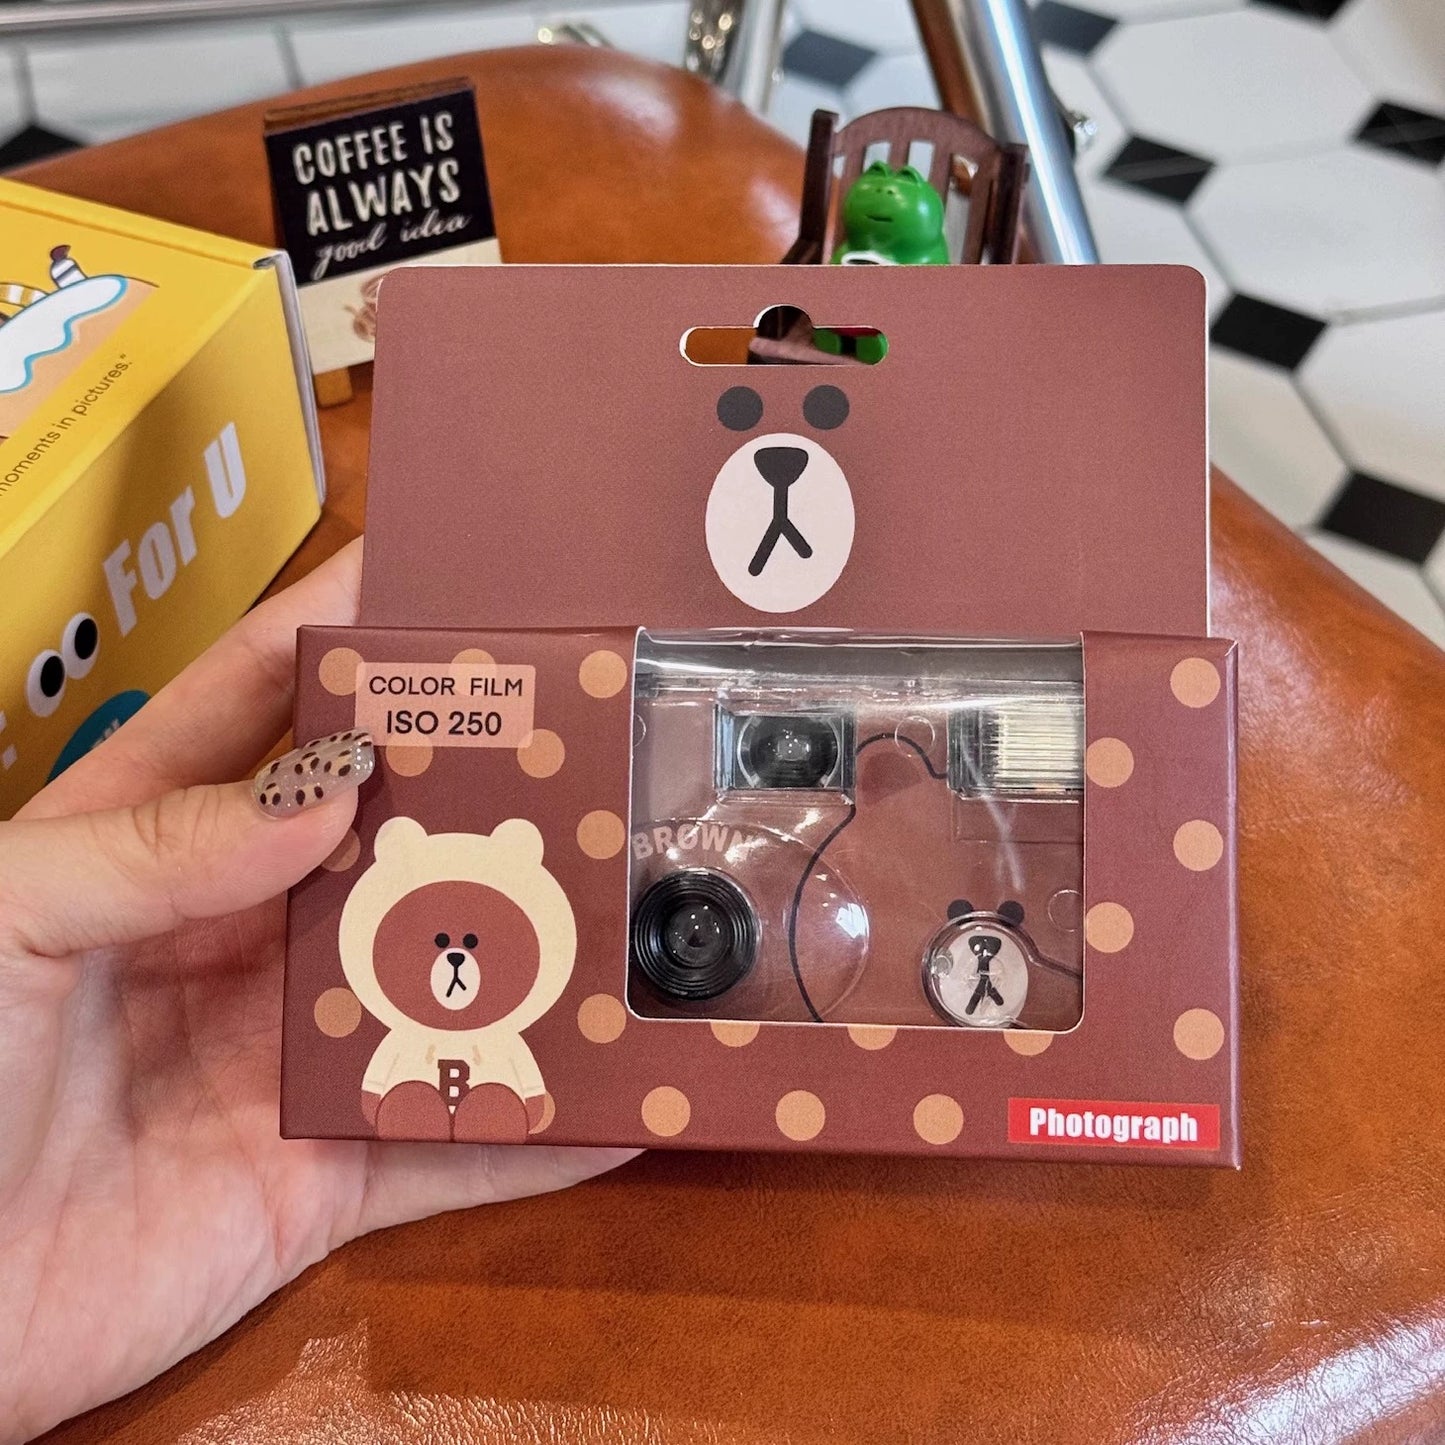 COFFEE IS
ALWAYS
good idea
moments in pictures."
For U
COLOR FILM
ISO 250
BROWN
B
Photograph